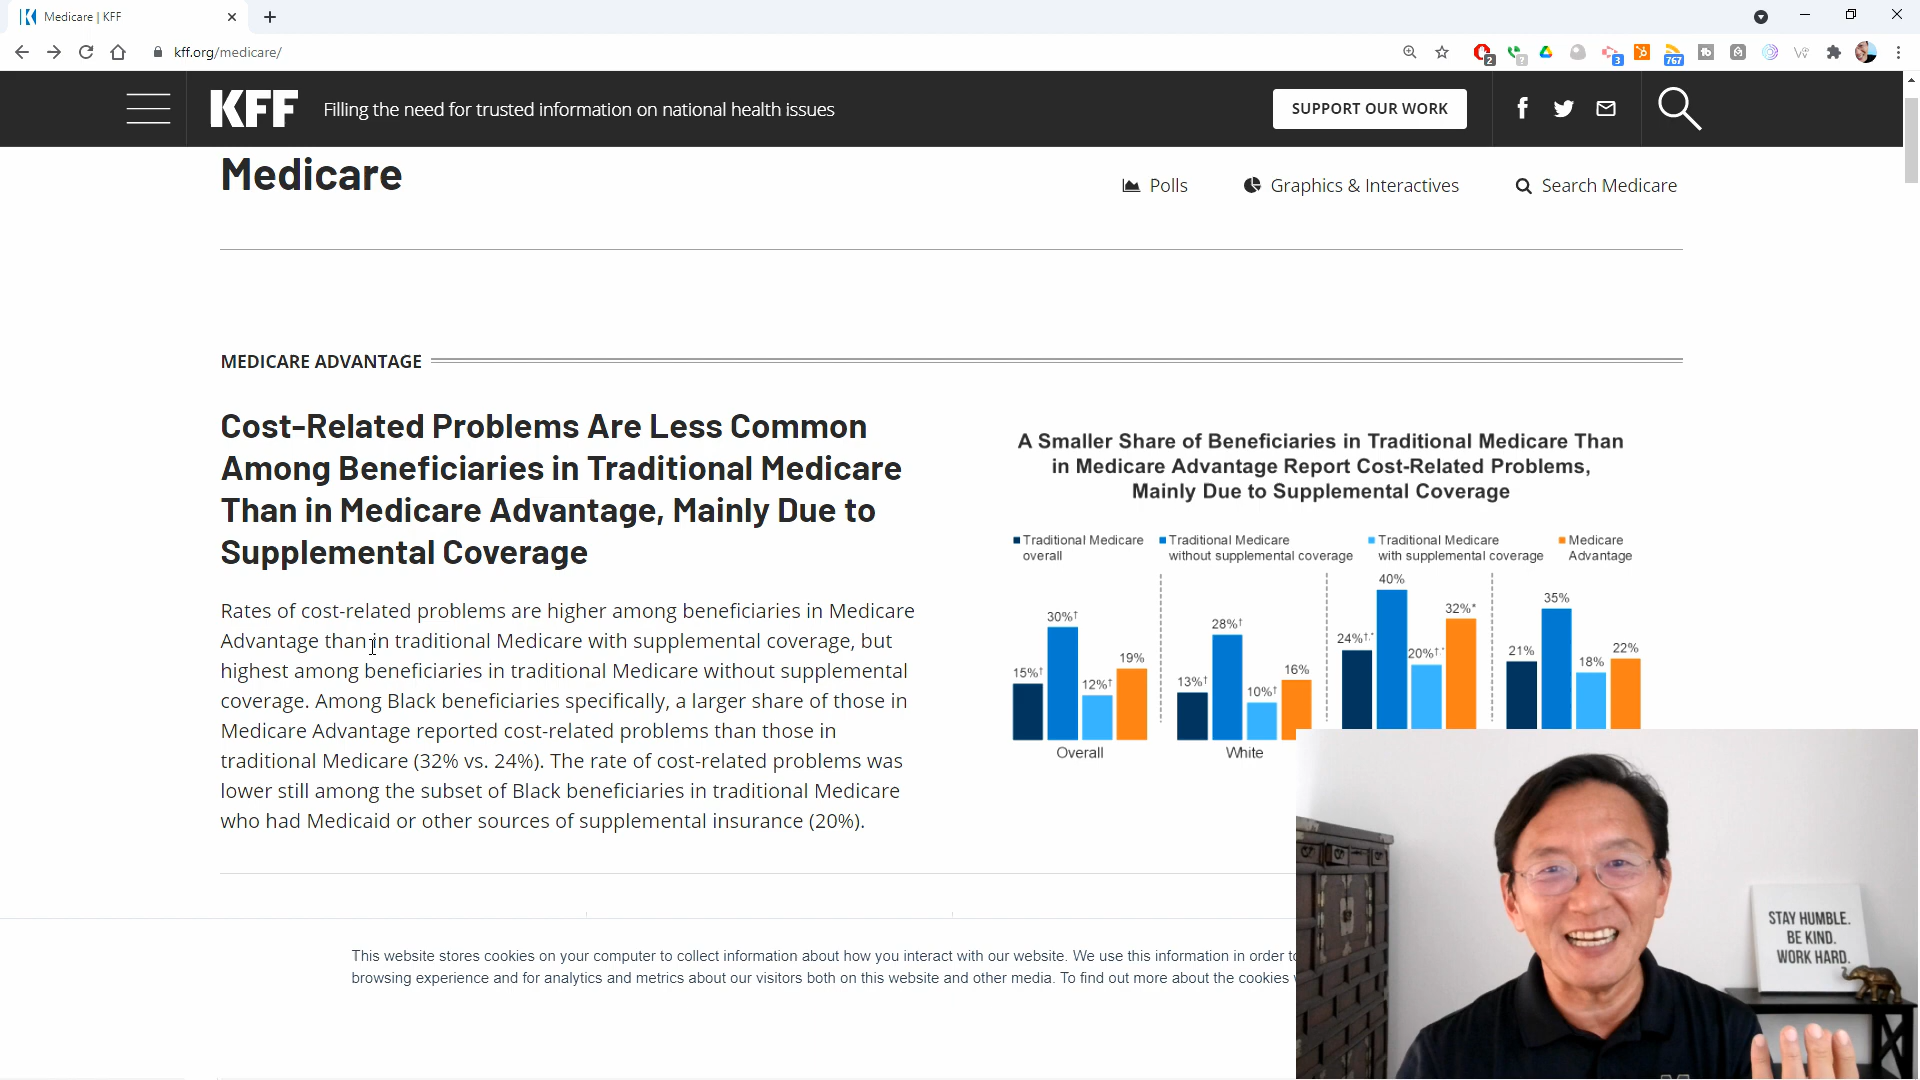 Medicare | KFF
kff.org/medicare/
2
?
3
767
KFF
Filling the need for trusted information on national health issues
SUPPORT OUR WORK
Medicare
Polls
Graphics & Interactives
Search Medicare
MEDICARE ADVANTAGE
Cost-Related Problems Are Less Common
Among Beneficiaries in Traditional Medicare
Than in Medicare Advantage, Mainly Due to
Supplemental Coverage
Rates of cost-related problems are higher among beneficiaries in Medicare
Advantage than in traditional Medicare with supplemental coverage, but
highest among beneficiaries in traditional Medicare without supplemental
coverage. Among Black beneficiaries specifically, a larger share of those in
Medicare Advantage reported cost-related problems than those in
traditional Medicare (32% vs. 24%). The rate of cost-related problems was
lower still among the subset of Black beneficiaries in traditional Medicare
who had Medicaid or other sources of supplemental insurance (20%).
A Smaller Share of Beneficiaries in Traditional Medicare Than
in Medicare Advantage Report Cost-Related Problems,
Mainly Due to Supplemental Coverage
Traditional Medicare
overall
Traditional Medicare
without supplemental coverage
Traditional Medicare
with supplemental coverage
Medicare
Advantage
15%†
30%†
12%†
19%
13%†
28%†
10%†
16%
24%†,*
40%
20%†,*
32%*
21%
35%
18%
22%
Overall
White
This website stores cookies on your computer to collect information about how you interact with our website. We use this information in order to
browsing experience and for analytics and metrics about our visitors both on this website and other media. To find out more about the cookies
STAY HUMBLE.
BE KIND.
WORK HARD.